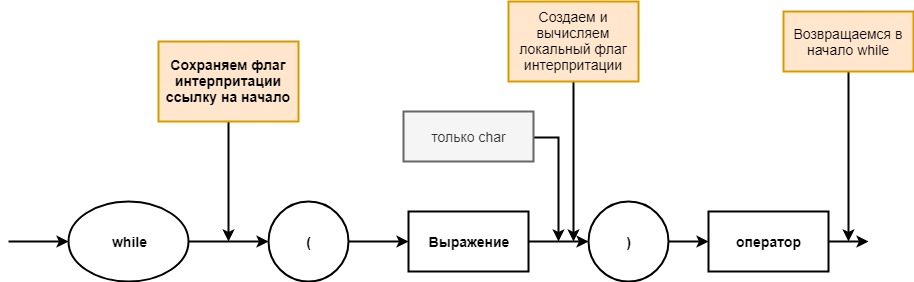 Создаем и
вычисляем
локальный флаг
интерпритации
Возвращаемся в
начало while
Сохраняем флаг
интерпритации
ссылку на начало
только char
while
(
Выражение
)
оператор